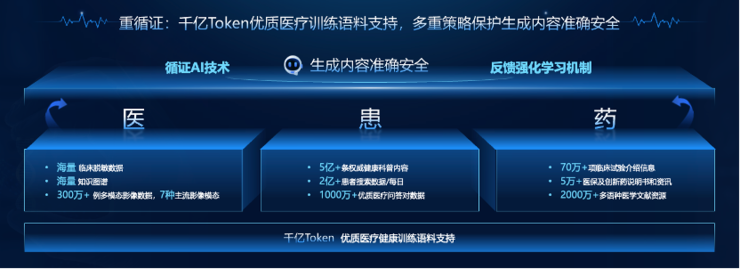 重循证：千亿Token优质医疗训练语料支持，多重策略保护生成内容准确安全
循证AI技术
生成内容准确安全
反馈强化学习机制
医
海量 临床脱敏数据
海量 知识图谱
300万+ 例多模态影像数据，7种主流影像模态
患
5亿+条权威健康科普内容
2亿+患者搜索数据/每日
1000万+优质医疗问答对数据
药
70万+项临床试验介绍信息
5万+医保及创新药说明书和资讯
2000万+多语种医学文献资源
千亿Token 优质医疗健康训练语料支持